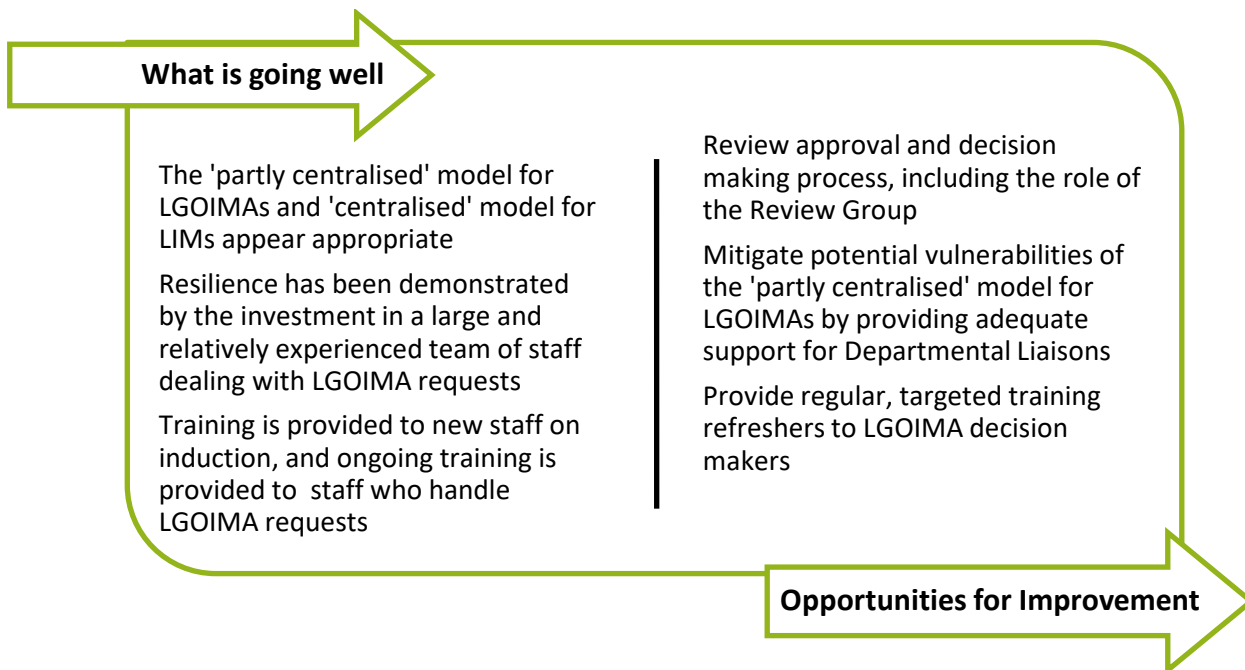 What is going well
The 'partly centralised' model for
LGOIMAs and 'centralised' model for
LIMs appear appropriate
Resilience has been demonstrated
by the investment in a large and
relatively experienced team of staff
dealing with LGOIMA requests
Training is provided to new staff on
induction, and ongoing training is
provided to  staff who handle
LGOIMA requests
Review approval and decision
making process, including the role of
the Review Group
Mitigate potential vulnerabilities of
the 'partly centralised' model for
LGOIMAs by providing adequate
support for Departmental Liaisons
Provide regular, targeted training
refreshers to LGOIMA decision
makers
Opportunities for Improvement